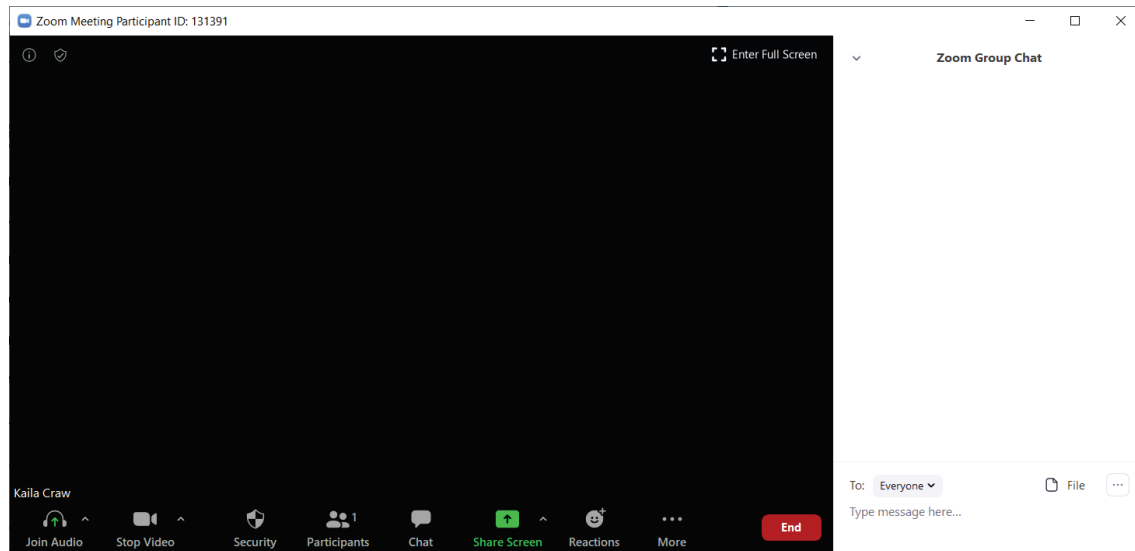 Zoom Meeting Participant ID: 131391
Enter Full Screen
Zoom Group Chat
Kaila Craw
To: Everyone File
Type message here...
1
Join Audio Stop Video Security Participants Chat Share Screen Reactions More End